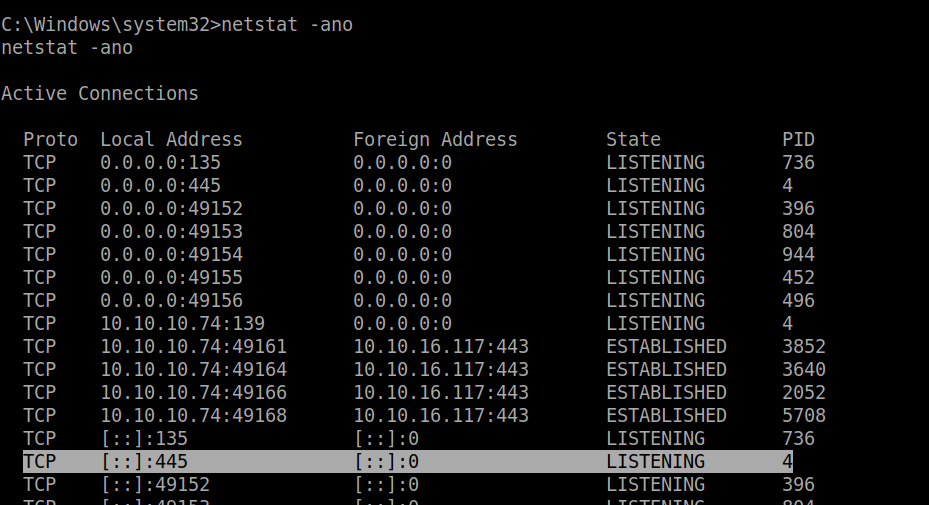 C:\Windows\system32>netstat -ano
netstat -ano
Active Connections
Proto  Local Address          Foreign Address        State           PID
TCP    0.0.0.0:135            0.0.0.0:0              LISTENING       736
TCP    0.0.0.0:445            0.0.0.0:0              LISTENING       4
TCP    0.0.0.0:49152          0.0.0.0:0              LISTENING       396
TCP    0.0.0.0:49153          0.0.0.0:0              LISTENING       804
TCP    0.0.0.0:49154          0.0.0.0:0              LISTENING       944
TCP    0.0.0.0:49155          0.0.0.0:0              LISTENING       452
TCP    0.0.0.0:49156          0.0.0.0:0              LISTENING       496
TCP    10.10.10.74:139        0.0.0.0:0              LISTENING       4
TCP    10.10.10.74:49161      10.10.16.117:443       ESTABLISHED     3852
TCP    10.10.10.74:49164      10.10.16.117:443       ESTABLISHED     3640
TCP    10.10.10.74:49166      10.10.16.117:443       ESTABLISHED     2052
TCP    10.10.10.74:49168      10.10.16.117:443       ESTABLISHED     5708
TCP    [::]:135               [::]:0                 LISTENING       736
TCP    [::]:445               [::]:0                 LISTENING       4
TCP    [::]:49152             [::]:0                 LISTENING       396
TCP    [::]:49153             [::]:0                 LISTENING       804